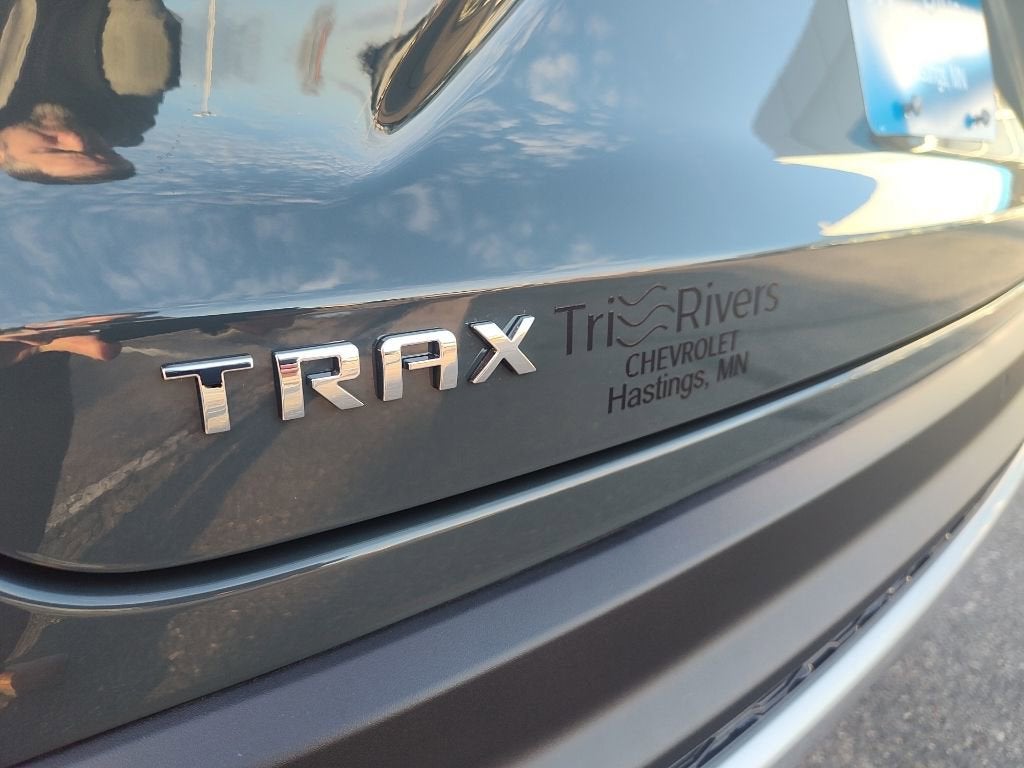 TRAX
Tri Rivers
CHEVROLET
Hastings, MN